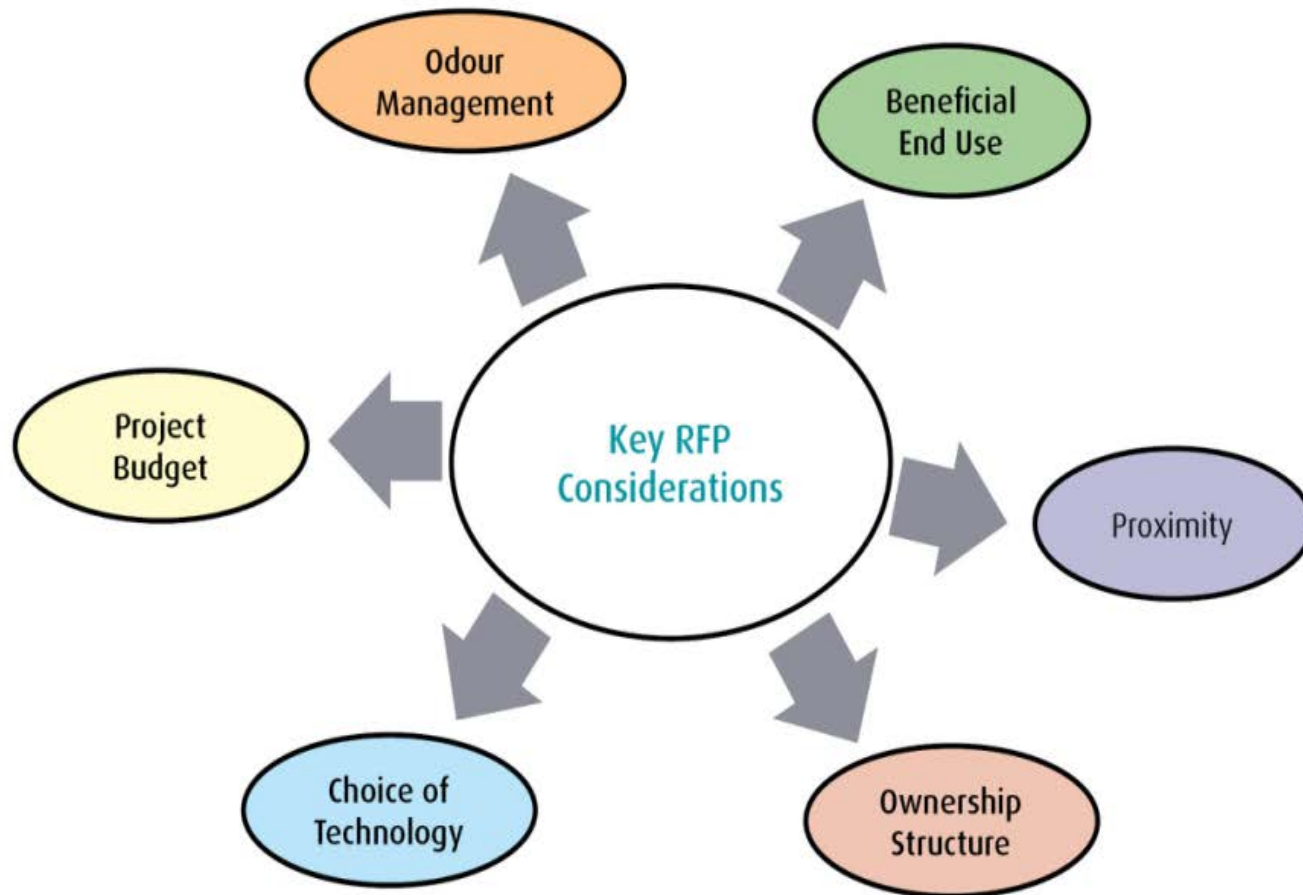 Odour
Management
Beneficial
End Use
Project
Budget
Key RFP
Considerations
Proximity
Choice of
Technology
Ownership
Structure